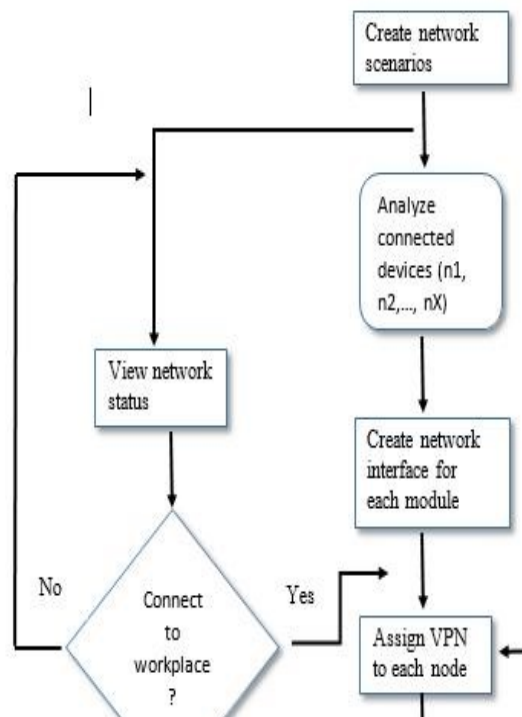 Create network
scenarios
Analyze
connected
devices (n1,
n2,..., nX)
View network
status
Create network
interface for
each module
No
Connect
to
workplace
?
Yes
Assign VPN
to each node